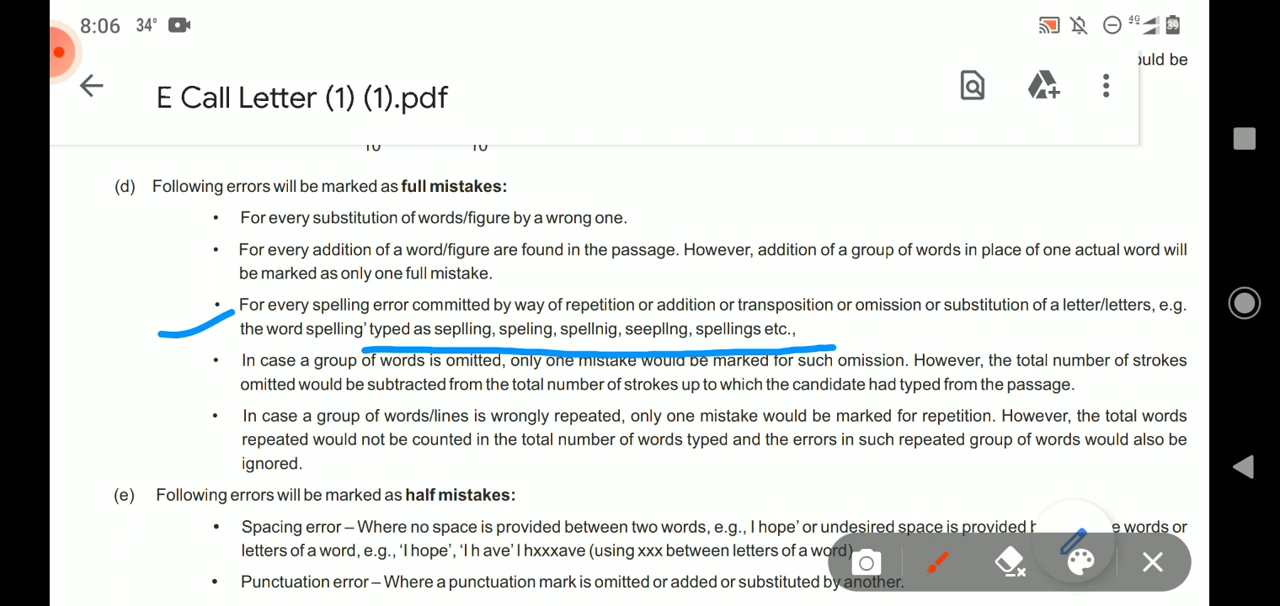 8:06 34° 4G 39
ould be
E Call Letter (1) (1).pdf
10 10
(d) Following errors will be marked as full mistakes:
• For every substitution of words/figure by a wrong one.
• For every addition of a word/figure are found in the passage. However, addition of a group of words in place of one actual word will
be marked as only one full mistake.
• For every spelling error committed by way of repetition or addition or transposition or omission or substitution of a letter/letters, e.g.
the word spelling’ typed as seplling, speling, spellnig, seepllng, spellings etc.,
• In case a group of words is omitted, only one mistake would be marked for such omission. However, the total number of strokes
omitted would be subtracted from the total number of strokes up to which the candidate had typed from the passage.
• In case a group of words/lines is wrongly repeated, only one mistake would be marked for repetition. However, the total words
repeated would not be counted in the total number of words typed and the errors in such repeated group of words would also be
ignored.
(e) Following errors will be marked as half mistakes:
• Spacing error – Where no space is provided between two words, e.g., I hope’ or undesired space is provided e words or
letters of a word, e.g., ‘I hope’, ‘I h ave’ I hxxxave (using xxx between letters of a word)
• Punctuation error – Where a punctuation mark is omitted or added or substituted by another.